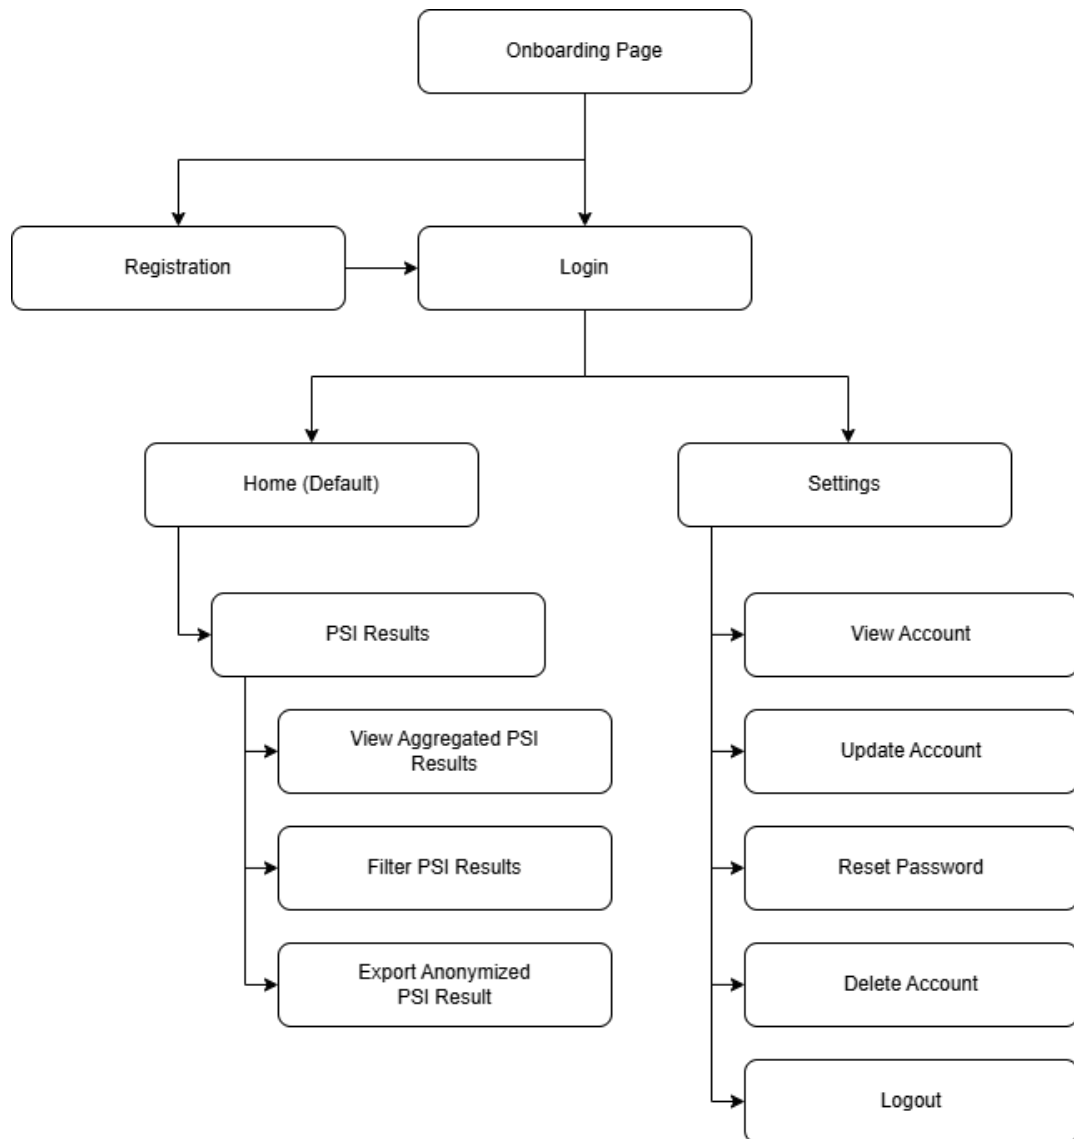 Onboarding Page
Registration
Login
Home (Default)
Settings
PSI Results
View Account
View Aggregated PSI
Results
Update Account
Filter PSI Results
Reset Password
Export Anonymized
PSI Result
Delete Account
Logout